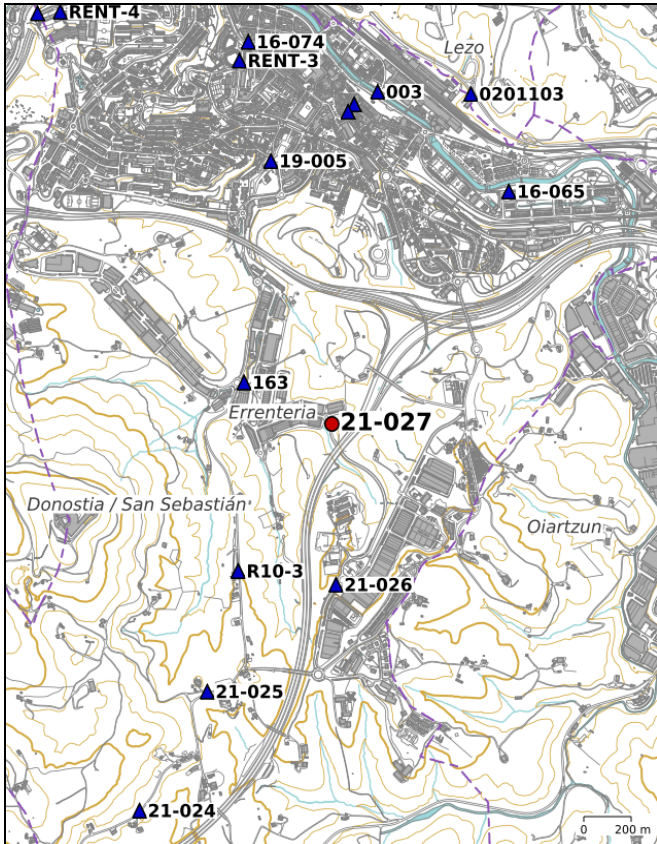 RENT-4
16-074
Lezo
RENT-3
003
0201103
19-005
16-065
163
Errenteria
21-027
Donostia / San Sebastián
Oiartzun
R10-3
21-026
21-025
21-024
0 200 m